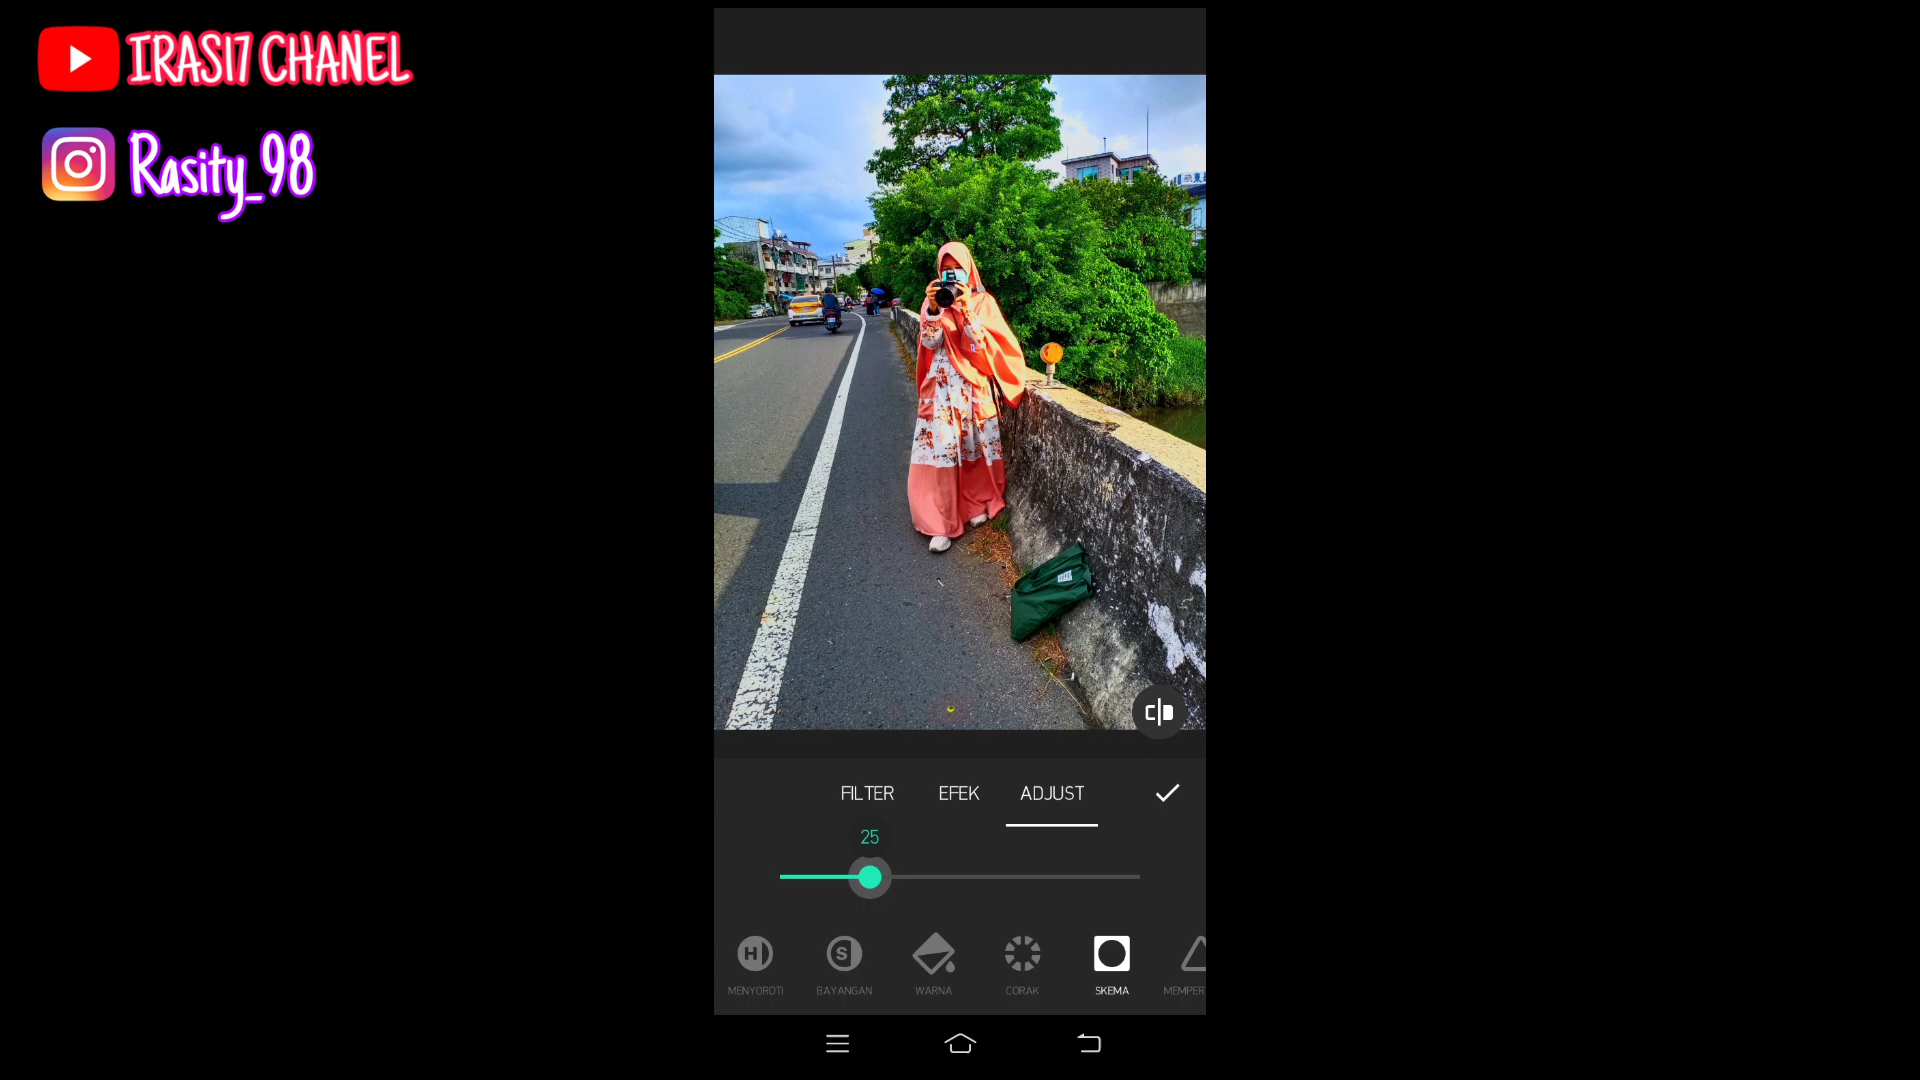 IRASI7 CHANEL
Rasity_98
FILTER EFEK ADJUST
25
H S
MENYOROTI BAYANGAN WARNA CORAK SKEMA MEMPER